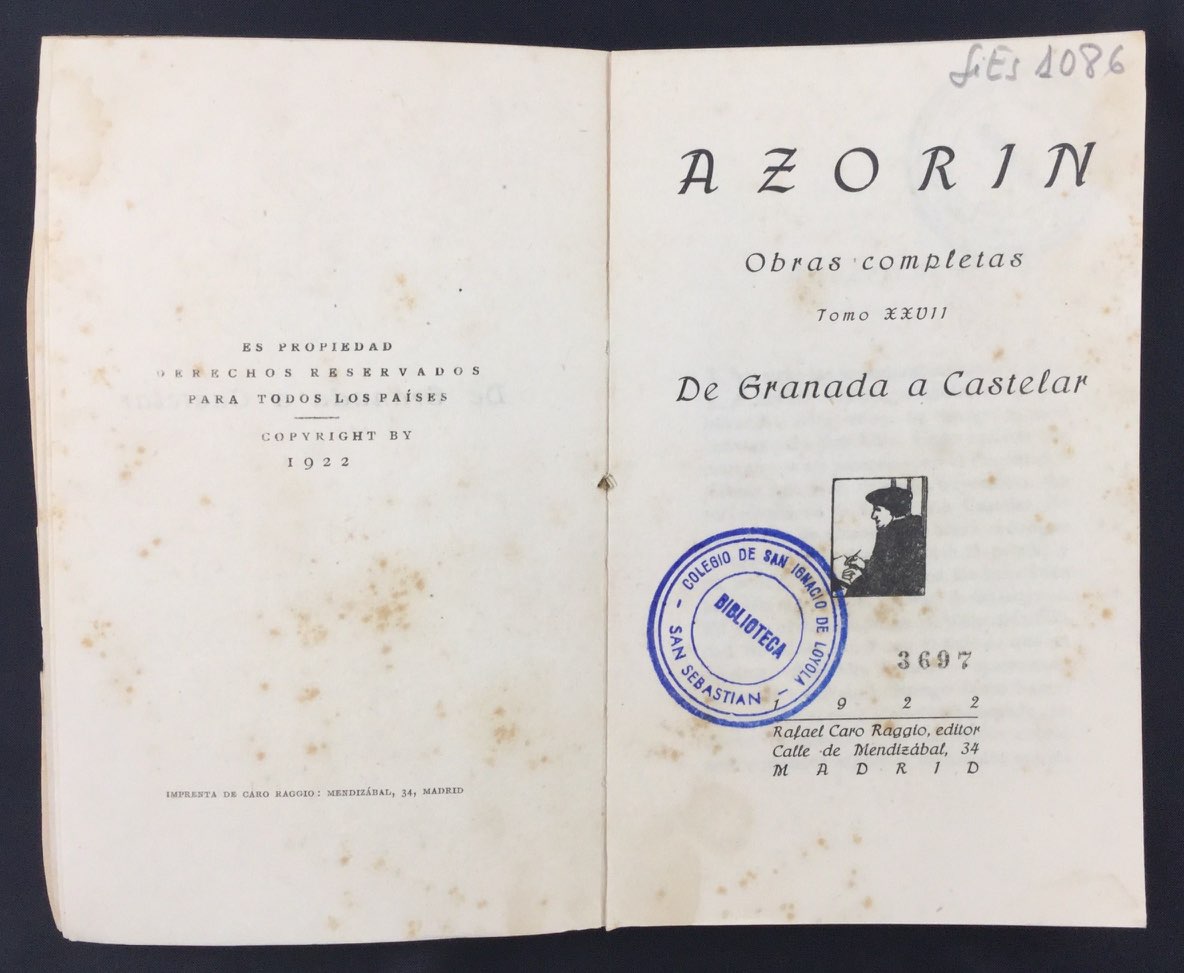 ES PROPIEDAD
DERECHOS RESERVADOS
PARA TODOS LOS PAÍSES
COPYRIGHT BY
1922
IMPRENTA DE CARO RAGGIO: MENDIZÁBAL, 34, MADRID
1086
AZORIN
Obras completas
Tomo XXVII
De Granada a Castelar
COLEGIO DE SAN IGNACIO DE LOYOLA
BIBLIOTECA
– SAN SEBASTIAN –
3697
1922
Rafael Caro Raggio, editor
Calle de Mendizábal, 34
MADRID